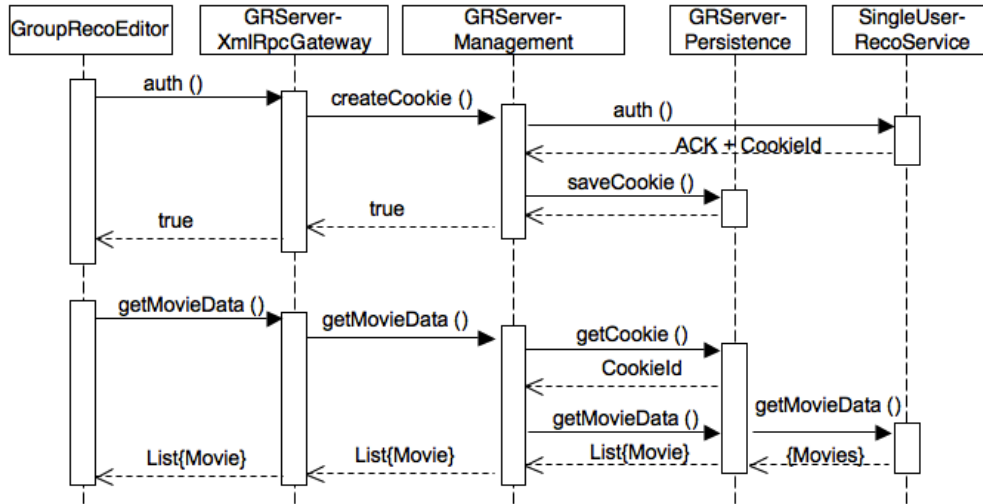 GroupRecoEditor
GRServer-
XmlRpcGateway
GRServer-
Management
GRServer-
Persistence
SingleUser-
RecoService
auth ()
createCookie ()
auth ()
ACK + CookieId
saveCookie ()
true
true
getMovieData ()
getMovieData ()
getCookie ()
CookieId
getMovieData ()
getMovieData ()
List{Movie}
List{Movie}
List{Movie}
{Movies}